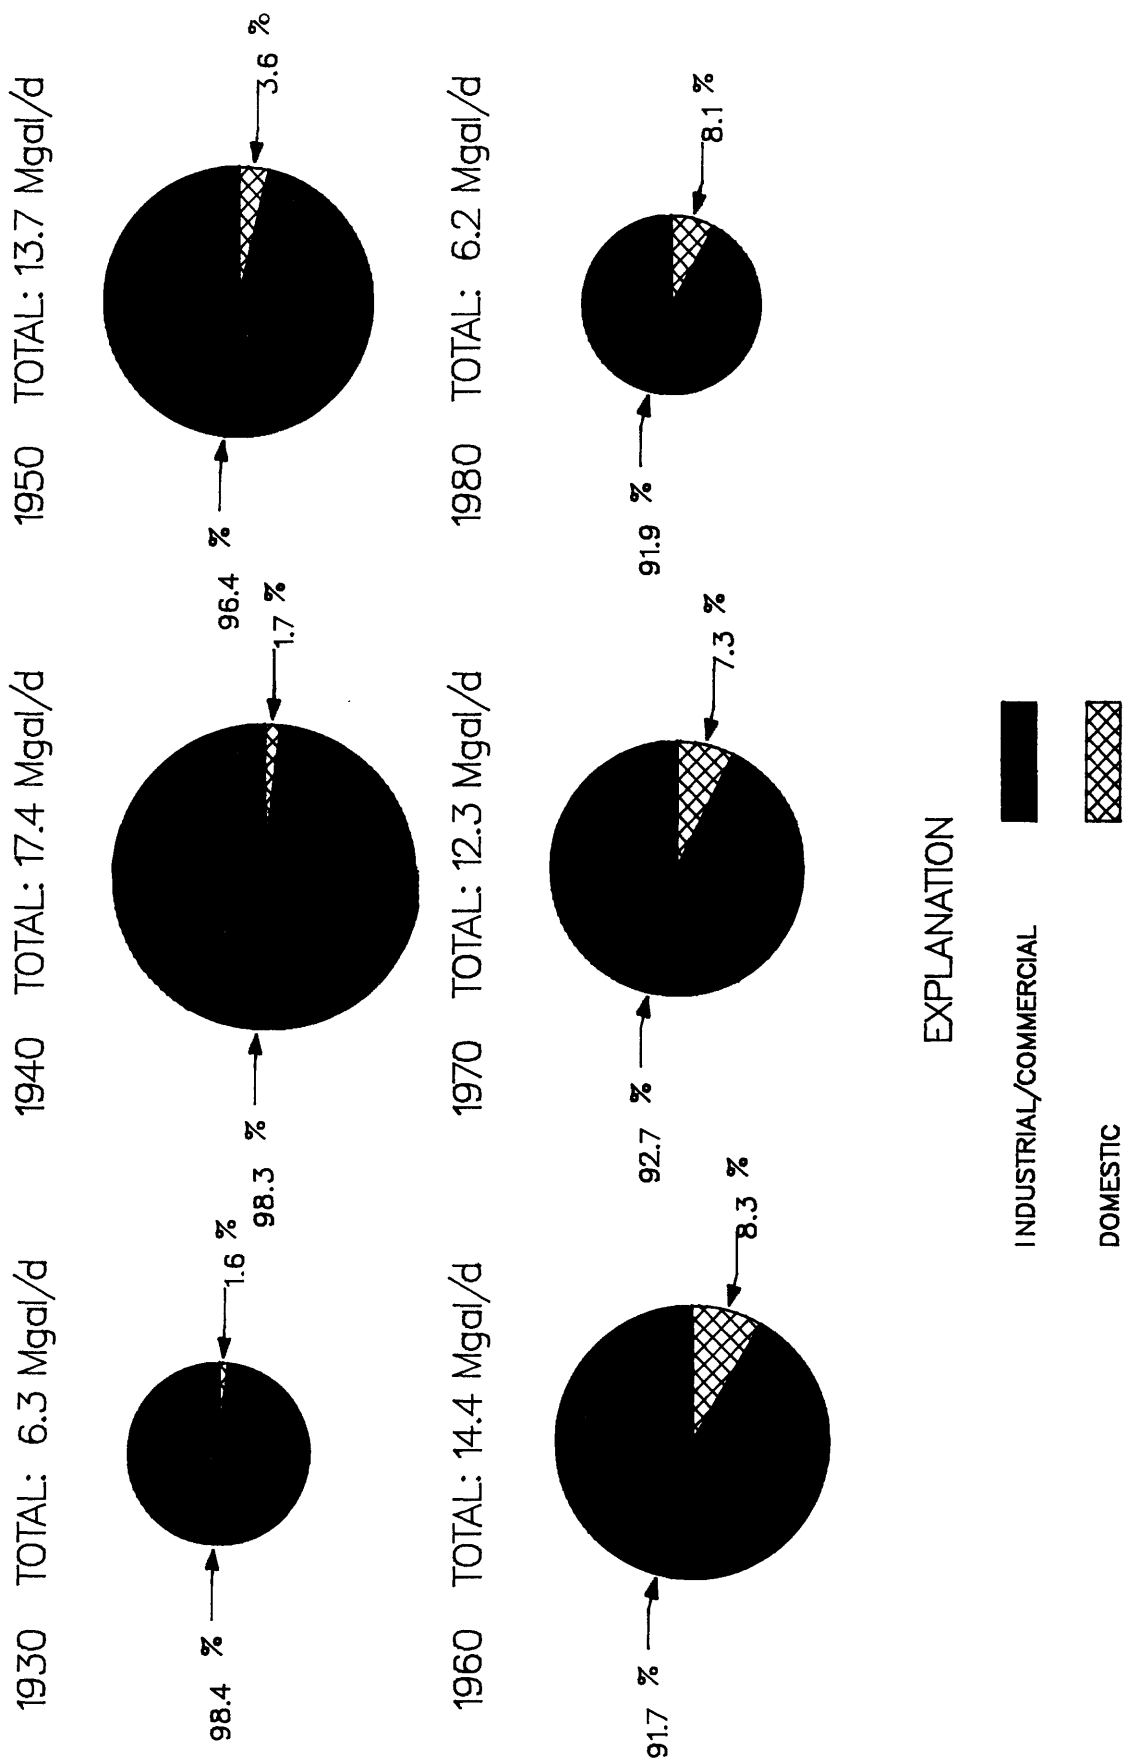 1930 TOTAL: 6.3 Mgal/d
98.4 %
1.6 %
1940 TOTAL: 17.4 Mgal/d
98.3 %
1.7 %
1950 TOTAL: 13.7 Mgal/d
96.4 %
3.6 %
1960 TOTAL: 14.4 Mgal/d
91.7 %
8.3 %
1970 TOTAL: 12.3 Mgal/d
92.7 %
7.3 %
1980 TOTAL: 6.2 Mgal/d
91.9 %
8.1 %
EXPLANATION
INDUSTRIAL/COMMERCIAL
DOMESTIC